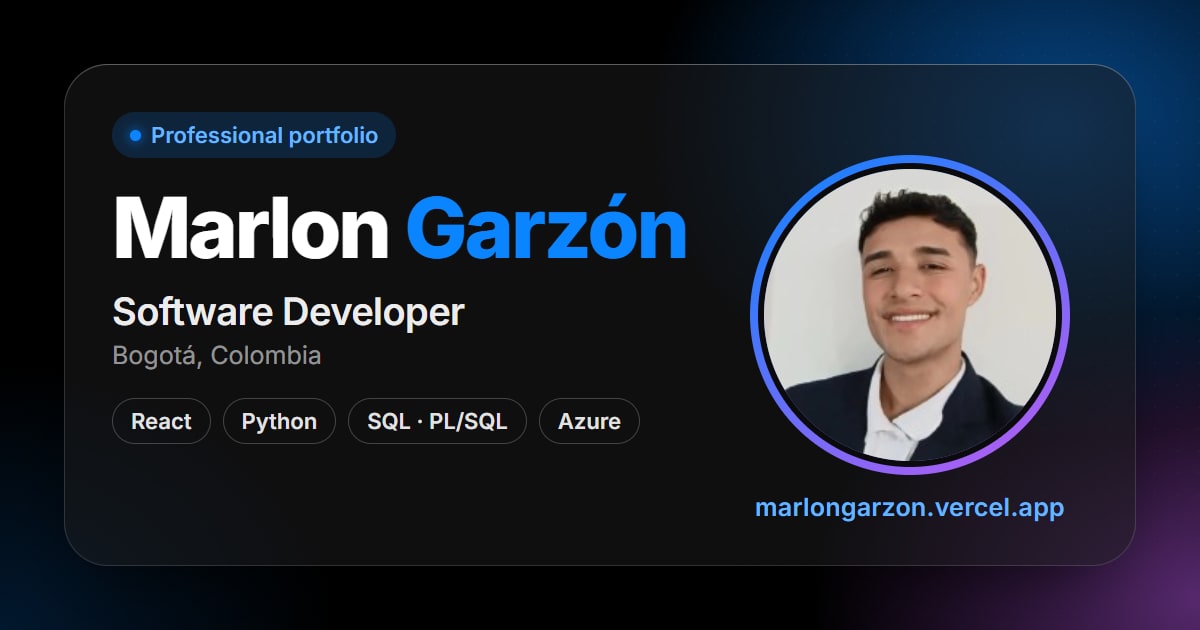 Professional portfolio
Marlon Garzón
Software Developer
Bogotá, Colombia
React Python SQL · PL/SQL Azure
marlongarzon.vercel.app